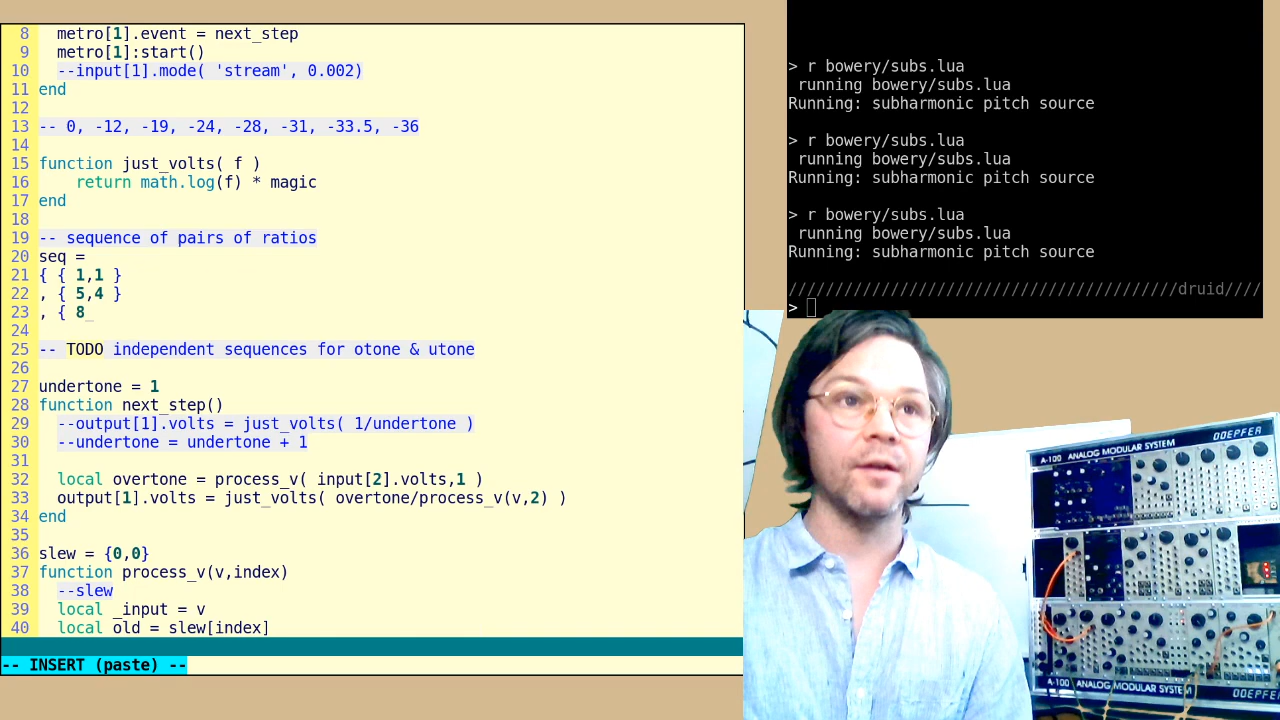 8   metro[1].event = next_step
9   metro[1]:start()
10   --input[1].mode( 'stream', 0.002)
11 end
12
13 -- 0, -12, -19, -24, -28, -31, -33.5, -36
14
15 function just_volts( f )
16     return math.log(f) * magic
17 end
18
19 -- sequence of pairs of ratios
20 seq =
21 { { 1,1 }
22 , { 5,4 }
23 , { 8_
24
25 -- TODO independent sequences for otone & utone
26
27 undertone = 1
28 function next_step()
29   --output[1].volts = just_volts( 1/undertone )
30   --undertone = undertone + 1
31
32   local overtone = process_v( input[2].volts,1 )
33   output[1].volts = just_volts( overtone/process_v(v,2) )
34 end
35
36 slew = {0,0}
37 function process_v(v,index)
38   --slew
39   local _input = v
40   local old = slew[index]
-- INSERT (paste) --
> r bowery/subs.lua
 running bowery/subs.lua
Running: subharmonic pitch source
> r bowery/subs.lua
 running bowery/subs.lua
Running: subharmonic pitch source
> r bowery/subs.lua
 running bowery/subs.lua
Running: subharmonic pitch source
//////////////////////////////////////////druid////
>
A-100 ANALOG MODULAR SYSTEM DOEPFER
A-100 ANALOG MODULAR SYSTEM DOEPFER